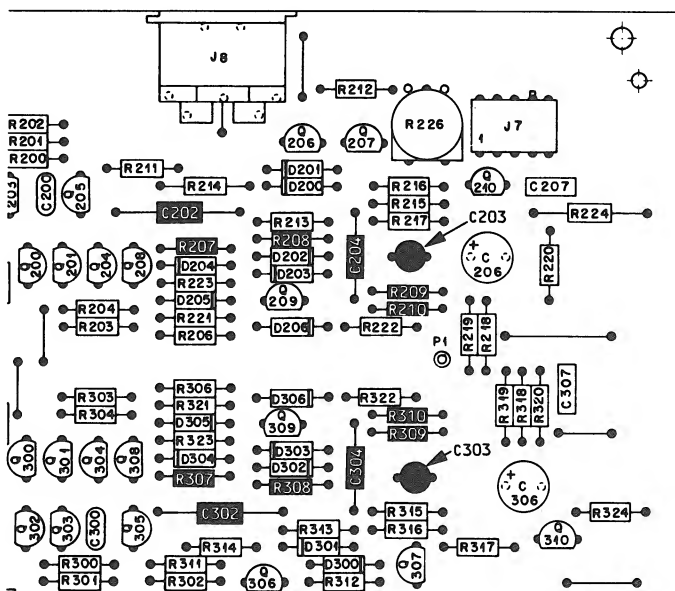 J8
R212
R226
J7
1
R202
R201
R200
Q 206
Q 207
R211
D201
D200
R214
R216
R215
R217
Q 210
C207
203
C200
Q 205
C202
R213
C203
R224
R207
R208
C204
Q 200
Q 201
Q 204
Q 208
D204
D202
+ C 206
R220
R223
D203
D205
Q 209
R209
R210
R204
R221
R203
R206
D206
R222
P1
R219
R218
R303
R304
R306
R321
D305
R323
D304
R307
D306
Q 309
R322
R310
R309
R319
R318
R320
C307
Q 300
Q 301
Q 304
Q 308
D303
D302
R308
C304
C303
+ C 306
C302
Q 302
Q 303
C300
Q 305
R313
R315
R316
R324
R314
D301
R317
Q 310
R300
R301
R311
R302
Q 306
D300
R312
Q 307